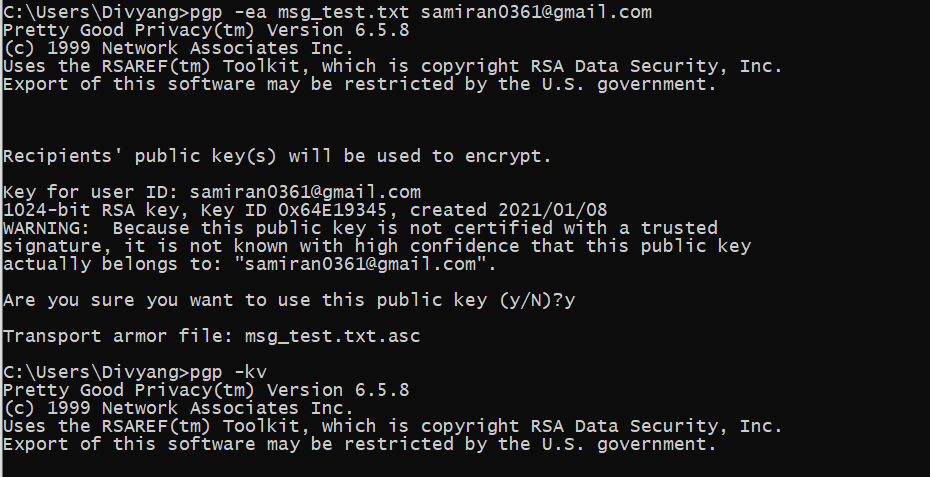 C:\Users\Divyang>pgp -ea msg_test.txt samiran0361@gmail.com
Pretty Good Privacy(tm) Version 6.5.8
(c) 1999 Network Associates Inc.
Uses the RSAREF(tm) Toolkit, which is copyright RSA Data Security, Inc.
Export of this software may be restricted by the U.S. government.
Recipients' public key(s) will be used to encrypt.
Key for user ID: samiran0361@gmail.com
1024-bit RSA key, Key ID 0x64E19345, created 2021/01/08
WARNING:  Because this public key is not certified with a trusted
signature, it is not known with high confidence that this public key
actually belongs to: "samiran0361@gmail.com".
Are you sure you want to use this public key (y/N)?y
Transport armor file: msg_test.txt.asc
C:\Users\Divyang>pgp -kv
Pretty Good Privacy(tm) Version 6.5.8
(c) 1999 Network Associates Inc.
Uses the RSAREF(tm) Toolkit, which is copyright RSA Data Security, Inc.
Export of this software may be restricted by the U.S. government.